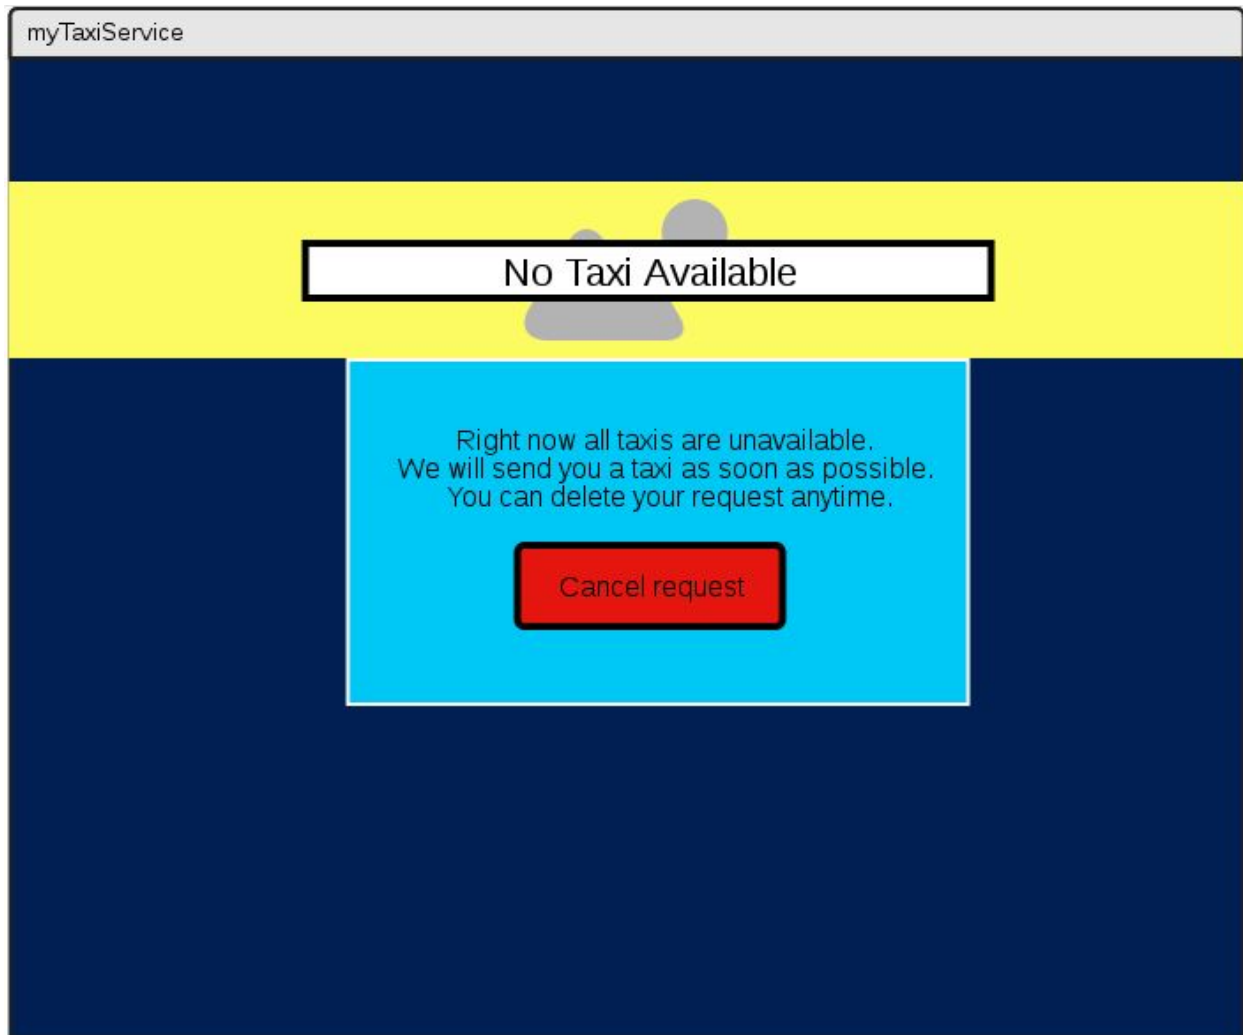 myTaxiService
No Taxi Available
Right now all taxis are unavailable.
We will send you a taxi as soon as possible.
You can delete your request anytime.
Cancel request